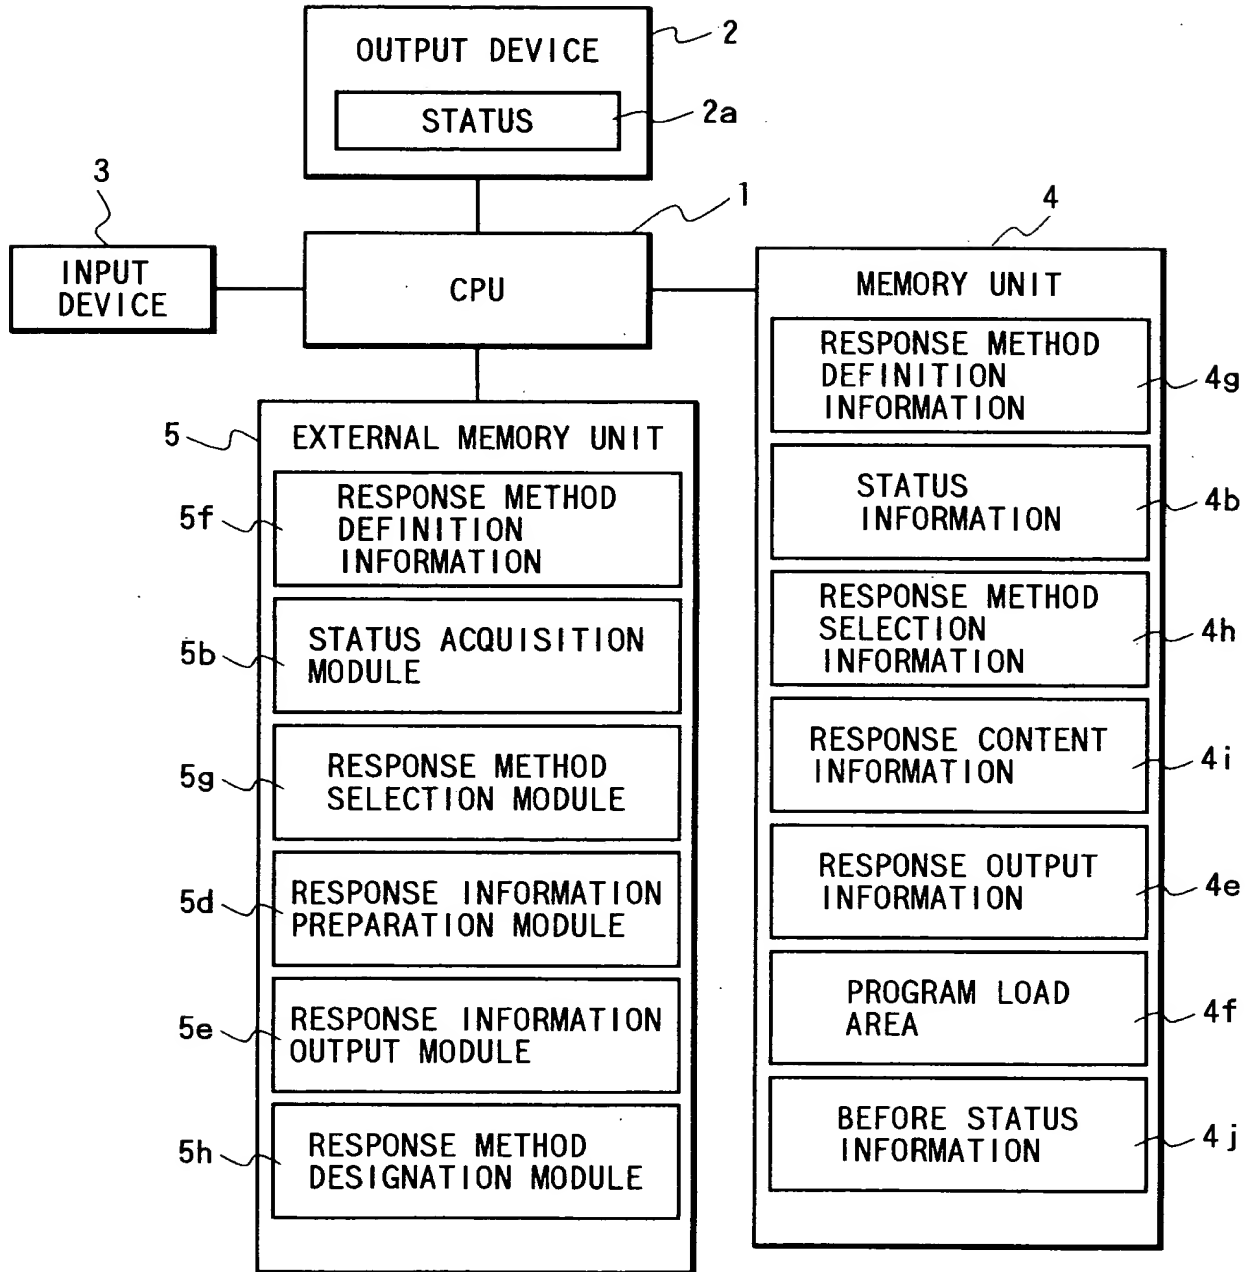 OUTPUT DEVICE
2
STATUS
2a
3
1
4
INPUT
DEVICE
CPU
MEMORY UNIT
RESPONSE METHOD
DEFINITION
INFORMATION
4g
STATUS
INFORMATION
4b
RESPONSE METHOD
SELECTION
INFORMATION
4h
RESPONSE CONTENT
INFORMATION
4i
RESPONSE OUTPUT
INFORMATION
4e
PROGRAM LOAD
AREA
4f
BEFORE STATUS
INFORMATION
4j
5
EXTERNAL MEMORY UNIT
5f
RESPONSE METHOD
DEFINITION
INFORMATION
5b
STATUS ACQUISITION
MODULE
5g
RESPONSE METHOD
SELECTION MODULE
5d
RESPONSE INFORMATION
PREPARATION MODULE
5e
RESPONSE INFORMATION
OUTPUT MODULE
5h
RESPONSE METHOD
DESIGNATION MODULE